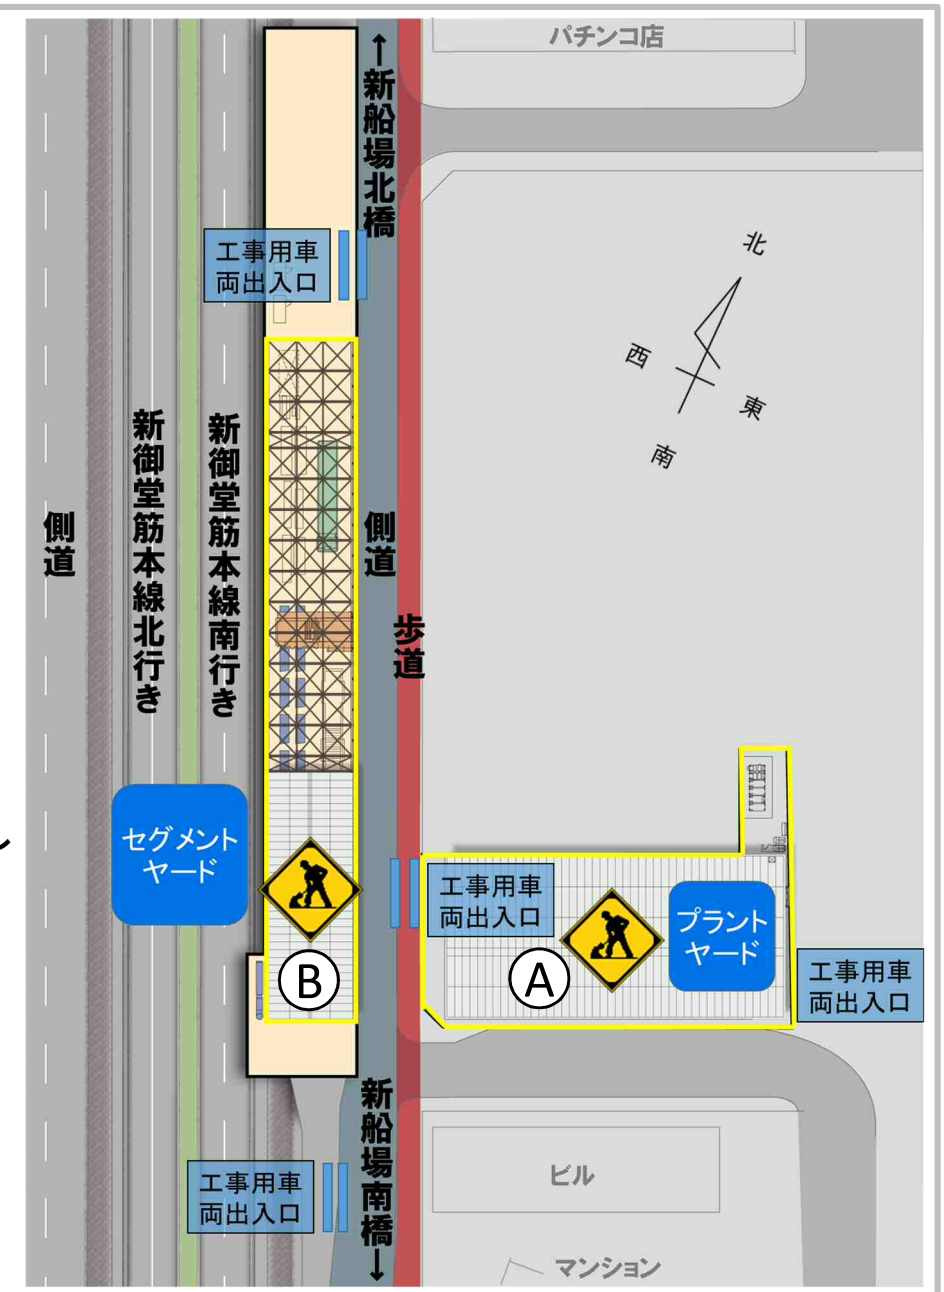 パチンコ店
↑新船場北橋
工事用車
両出入口
北
西
東
南
新御堂筋本線北行き
新御堂筋本線南行き
側道
側道
歩道
セグメント
ヤード
工事用車
両出入口
プラント
ヤード
B
A
工事用車
両出入口
新船場南橋↓
工事用車
両出入口
ビル
マンション